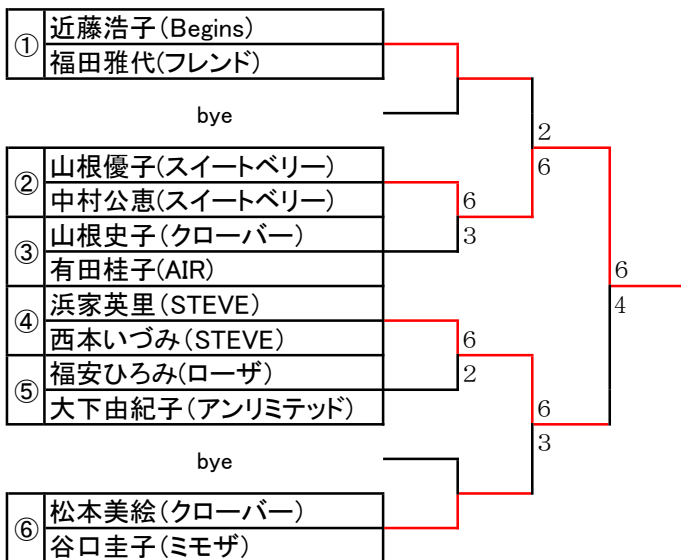 ① 近藤浩子(Begins)
福田雅代(フレンド)
bye
2
② 山根優子(スイートベリー)
6
中村公恵(スイートベリー)
6
③ 山根史子(クローバー)
3
有田桂子(AIR)
6
④ 浜家英里(STEVE)
4
西本いづみ(STEVE)
6
⑤ 福安ひろみ(ローザ)
2
大下由紀子(アンリミテッド)
6
3
bye
⑥ 松本美絵(クローバー)
谷口圭子(ミモザ)